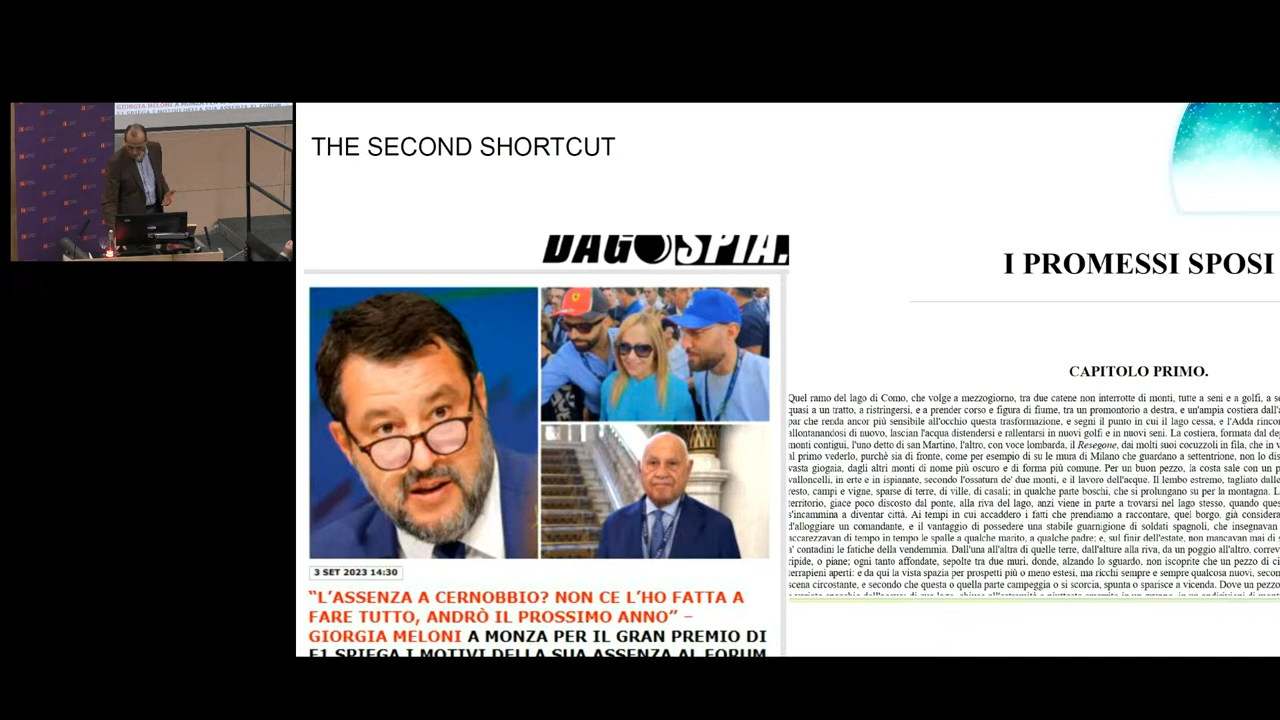 GIORGIA MELONI A MONZA PER
THE SECOND SHORTCUT
DAGOSPIA.
3 SET 2023 14:30
“L’ASSENZA A CERNOBBIO? NON CE L’HO FATTA A
FARE TUTTO, ANDRÒ IL PROSSIMO ANNO” –
GIORGIA MELONI A MONZA PER IL GRAN PREMIO DI
F1 SPIEGA I MOTIVI DELLA SUA ASSENZA AL FORUM
I PROMESSI SPOSI
CAPITOLO PRIMO.
Quel ramo del lago di Como, che volge a mezzogiorno, tra due catene non interrotte di monti, tutte a seni e a golfi, a
quasi a un tratto, a ristringersi, e a prender corso e figura di fiume, tra un promontorio a destra, e un'ampia costiera
par che renda ancor più sensibile all'occhio questa trasformazione, e segni il punto in cui il lago cessa, e l'Adda
allontanandosi di nuovo, lascian l'acqua distendersi e rallentarsi in nuovi golfi e in nuovi seni. La costiera, formata
monti contigui, l'uno detto di san Martino, l'altro, con voce lombarda, il Resegone, dai molti suoi cocuzzoli in fila, che in
al primo vederlo, purchè sia di fronte, come per esempio di su le mura di Milano che guardano a settentrione, non lo
vasta giogaia, dagli altri monti di nome più oscuro e di forma più comune. Per un buon pezzo, la costa sale con un
valloncelli, in erte e in ispianate, secondo l'ossatura de' due monti, e il lavoro dell'acque. Il lembo estremo, tagliato
resto, campi e vigne, sparse di terre, di ville, di casali; in qualche parte boschi, che si prolungano su per la montagna.
territorio, giace poco discosto dal ponte, alla riva del lago, anzi viene in parte a trovarsi nel lago stesso, quando
s'incammina a diventar città. Ai tempi in cui accaddero i fatti che prendiamo a raccontare, quel borgo, già
d'alloggiare un comandante, e il vantaggio di possedere una stabile guarnigione di soldati spagnoli, che insegnavan
accarezzavan di tempo in tempo le spalle a qualche marito, a qualche padre; e, sul finir dell'estate, non mancavan mai di
a' contadini le fatiche della vendemmia. Dall'una all'altra di quelle terre, dall'alture alla riva, da un poggio all'altro,
ripide, o piane; ogni tanto affondate, sepolte tra due muri, donde, alzando lo sguardo, non iscoprite che un pezzo di
terrapieni aperti: e da qui la vista spazia per prospetti più o meno estesi, ma ricchi sempre e sempre qualcosa nuovi,
scena circostante, e secondo che questa o quella parte campeggia o si scorcia, spunta o sparisce a vicenda. Dove un